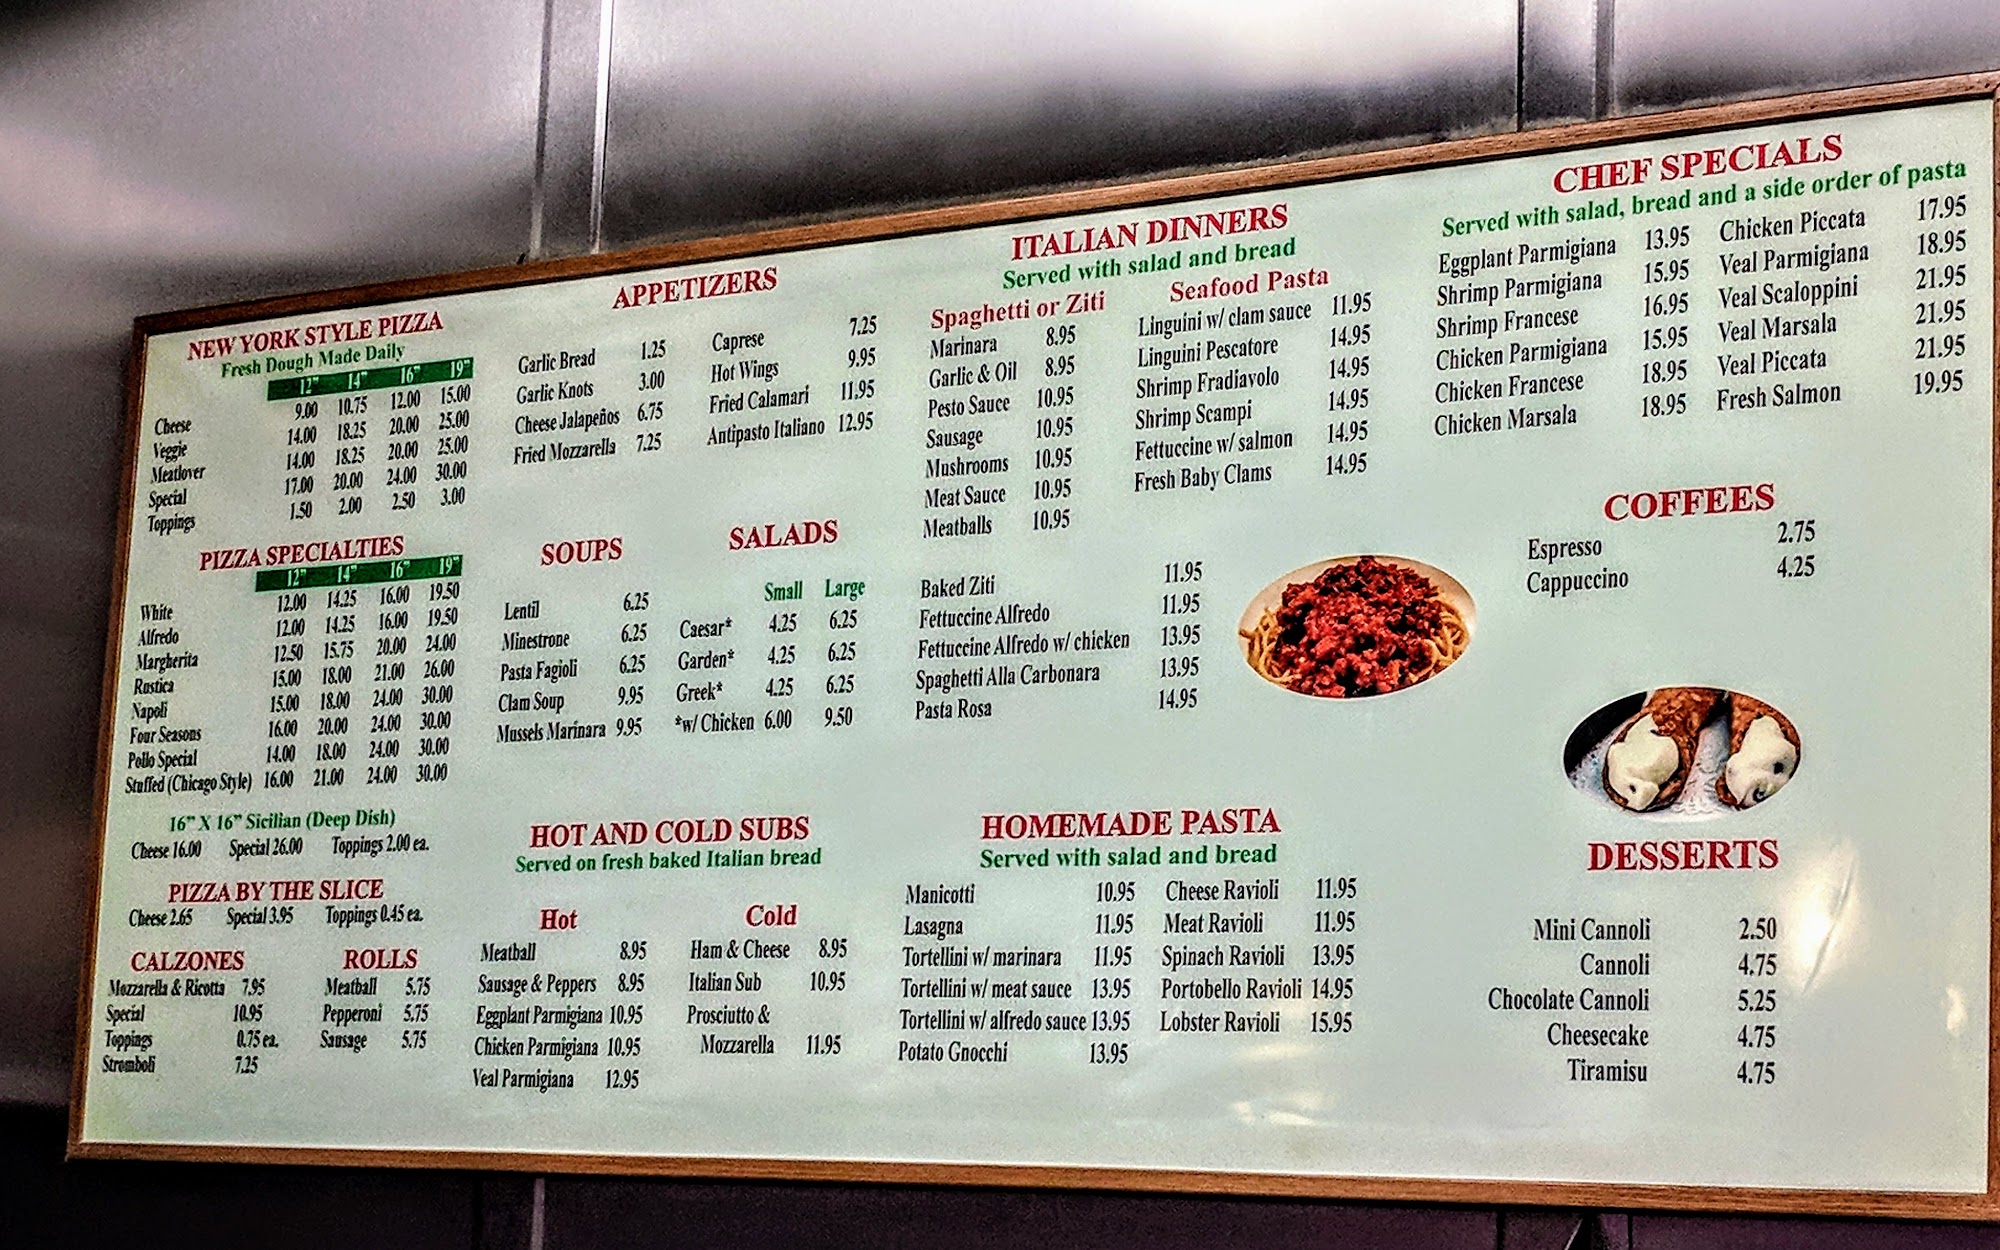 NEW YORK STYLE PIZZA
Fresh Dough Made Daily
12" 14" 16" 19"
Cheese 9.00 10.75 12.00 15.00
Veggie 14.00 18.25 20.00 25.00
Meatlover 14.00 18.25 20.00 25.00
Special 17.00 20.00 24.00 30.00
Toppings 1.50 2.00 2.50 3.00
PIZZA SPECIALTIES
12" 14" 16" 19"
White 12.00 14.25 16.00 19.50
Alfredo 12.00 14.25 16.00 19.50
Margherita 12.50 15.75 20.00 24.00
Rustica 15.00 18.00 21.00 26.00
Napoli 15.00 18.00 24.00 30.00
Four Seasons 16.00 20.00 24.00 30.00
Pollo Special 14.00 18.00 24.00 30.00
Stuffed (Chicago Style) 16.00 21.00 24.00 30.00
16" X 16" Sicilian (Deep Dish)
Cheese 16.00 Special 26.00 Toppings 2.00 ea.
PIZZA BY THE SLICE
Cheese 2.65 Special 3.95 Toppings 0.45 ea.
CALZONES
Mozzarella & Ricotta 7.95
Special 10.95
Toppings 0.75 ea.
Stromboli 7.25
ROLLS
Meatball 5.75
Pepperoni 5.75
Sausage 5.75
APPETIZERS
Garlic Bread 1.25
Garlic Knots 3.00
Cheese Jalapeños 6.75
Fried Mozzarella 7.25
Caprese 7.25
Hot Wings 9.95
Fried Calamari 11.95
Antipasto Italiano 12.95
SOUPS
Lentil 6.25
Minestrone 6.25
Pasta Fagioli 6.25
Clam Soup 9.95
Mussels Marinara 9.95
SALADS
Small Large
Caesar* 4.25 6.25
Garden* 4.25 6.25
Greek* 4.25 6.25
*w/ Chicken 6.00 9.50
HOT AND COLD SUBS
Served on fresh baked Italian bread
Hot
Meatball 8.95
Sausage & Peppers 8.95
Eggplant Parmigiana 10.95
Chicken Parmigiana 10.95
Veal Parmigiana 12.95
Cold
Ham & Cheese 8.95
Italian Sub 10.95
Prosciutto &
Mozzarella 11.95
ITALIAN DINNERS
Served with salad and bread
Spaghetti or Ziti
Marinara 8.95
Garlic & Oil 8.95
Pesto Sauce 10.95
Sausage 10.95
Mushrooms 10.95
Meat Sauce 10.95
Meatballs 10.95
Seafood Pasta
Linguini w/ clam sauce 11.95
Linguini Pescatore 14.95
Shrimp Fradiavolo 14.95
Shrimp Scampi 14.95
Fettuccine w/ salmon 14.95
Fresh Baby Clams 14.95
Baked Ziti 11.95
Fettuccine Alfredo 11.95
Fettuccine Alfredo w/ chicken 13.95
Spaghetti Alla Carbonara 13.95
Pasta Rosa 14.95
HOMEMADE PASTA
Served with salad and bread
Manicotti 10.95
Lasagna 11.95
Tortellini w/ marinara 11.95
Tortellini w/ meat sauce 13.95
Tortellini w/ alfredo sauce 13.95
Potato Gnocchi 13.95
Cheese Ravioli 11.95
Meat Ravioli 11.95
Spinach Ravioli 13.95
Portobello Ravioli 14.95
Lobster Ravioli 15.95
CHEF SPECIALS
Served with salad, bread and a side order of pasta
Eggplant Parmigiana 13.95
Shrimp Parmigiana 15.95
Shrimp Francese 16.95
Chicken Parmigiana 15.95
Chicken Francese 18.95
Chicken Marsala 18.95
Chicken Piccata 17.95
Veal Parmigiana 18.95
Veal Scaloppini 21.95
Veal Marsala 21.95
Veal Piccata 21.95
Fresh Salmon 19.95
COFFEES
Espresso 2.75
Cappuccino 4.25
DESSERTS
Mini Cannoli 2.50
Cannoli 4.75
Chocolate Cannoli 5.25
Cheesecake 4.75
Tiramisu 4.75